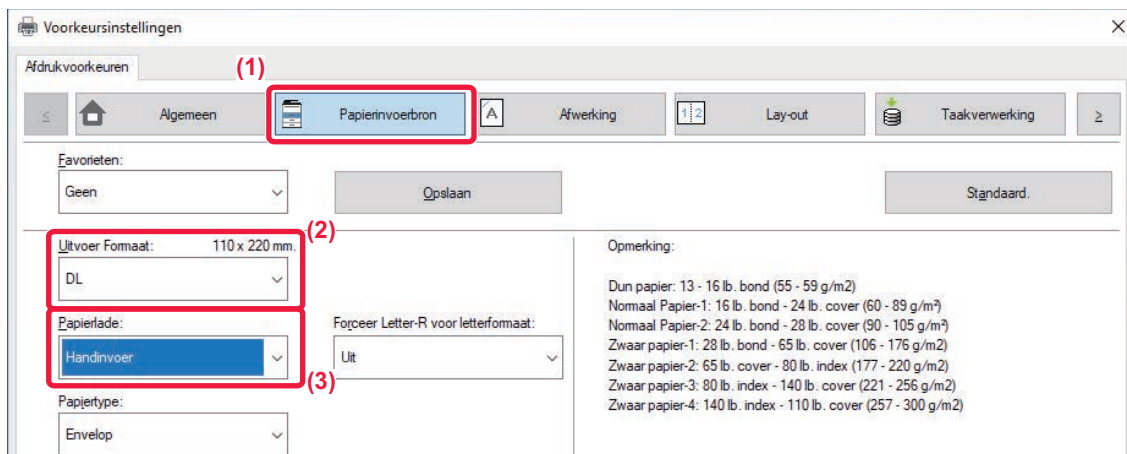 Voorkeursinstellingen
Afdrukvoorkeuren
(1)
≤ Algemeen Papierinvoerbron A Afwerking 1 2 Lay-out Taakverwerking ≥
Favorieten:
Geen Opslaan Standaard.
(2)
Uitvoer Formaat: 110 x 220 mm. Opmerking:
DL
Dun papier: 13 - 16 lb. bond (55 - 59 g/m2)
Normaal Papier-1: 16 lb. bond - 24 lb. cover (60 - 89 g/m²)
Normaal Papier-2: 24 lb. bond - 28 lb. cover (90 - 105 g/m²)
Zwaar papier-1: 28 lb. bond - 65 lb. cover (106 - 176 g/m2)
Zwaar papier-2: 65 lb. cover - 80 lb. index (177 - 220 g/m2)
Zwaar papier-3: 80 lb. index - 140 lb. cover (221 - 256 g/m2)
Zwaar papier-4: 140 lb. index - 110 lb. cover (257 - 300 g/m2)
Papierlade: Forceer Letter-R voor letterformaat:
Handinvoer Uit
(3)
Papiertype:
Envelop